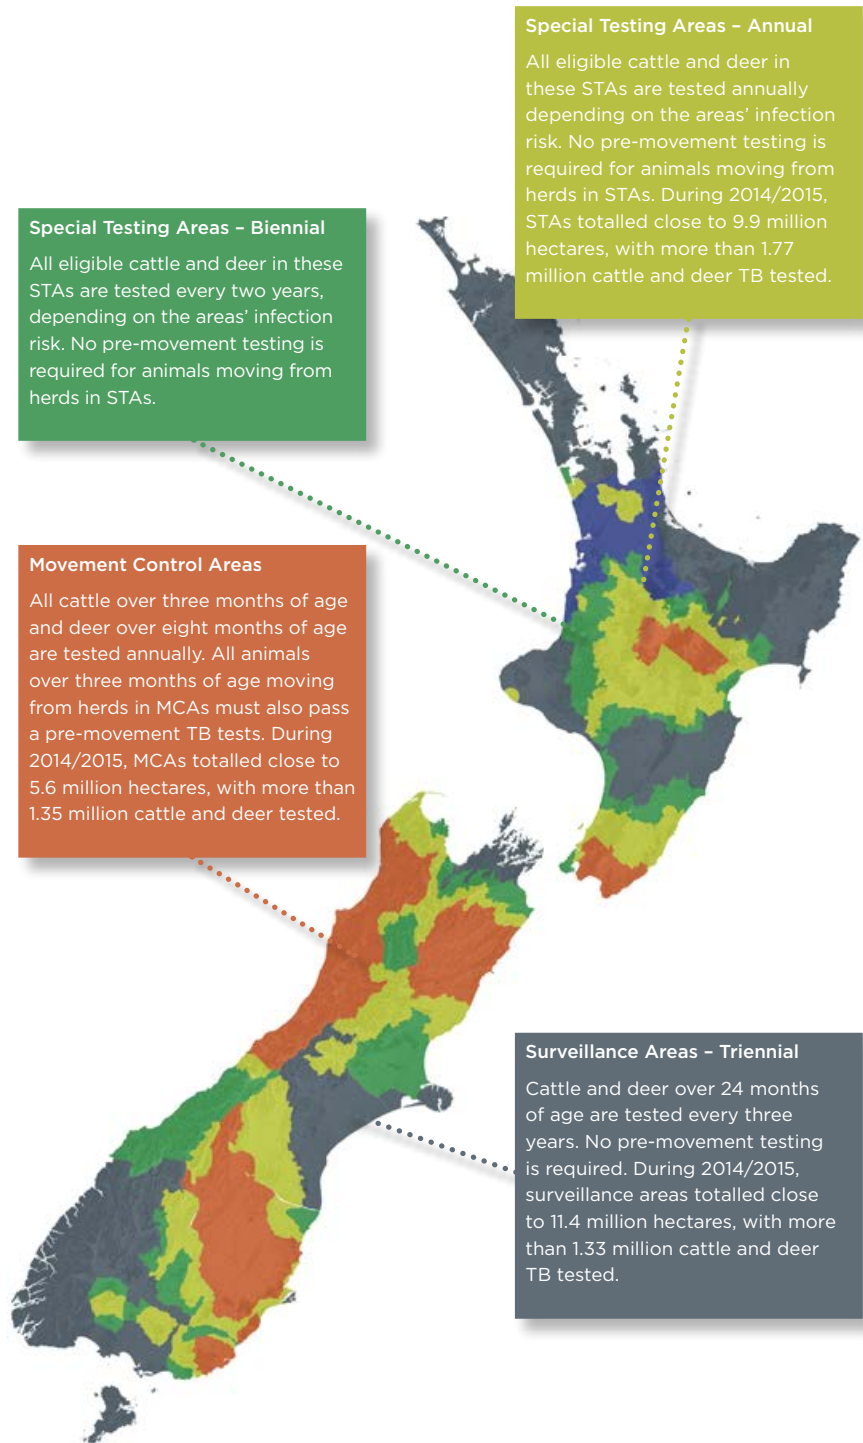 Special Testing Areas – Annual
All eligible cattle and deer in
these STAs are tested annually
depending on the areas’ infection
risk. No pre-movement testing is
required for animals moving from
herds in STAs. During 2014/2015,
STAs totalled close to 9.9 million
hectares, with more than 1.77
million cattle and deer TB tested.
Special Testing Areas – Biennial
All eligible cattle and deer in these
STAs are tested every two years,
depending on the areas’ infection
risk. No pre-movement testing is
required for animals moving from
herds in STAs.
Movement Control Areas
All cattle over three months of age
and deer over eight months of age
are tested annually. All animals
over three months of age moving
from herds in MCAs must also pass
a pre-movement TB tests. During
2014/2015, MCAs totalled close to
5.6 million hectares, with more than
1.35 million cattle and deer tested.
Surveillance Areas – Triennial
Cattle and deer over 24 months
of age are tested every three
years. No pre-movement testing
is required. During 2014/2015,
surveillance areas totalled close
to 11.4 million hectares, with more
than 1.33 million cattle and deer
TB tested.